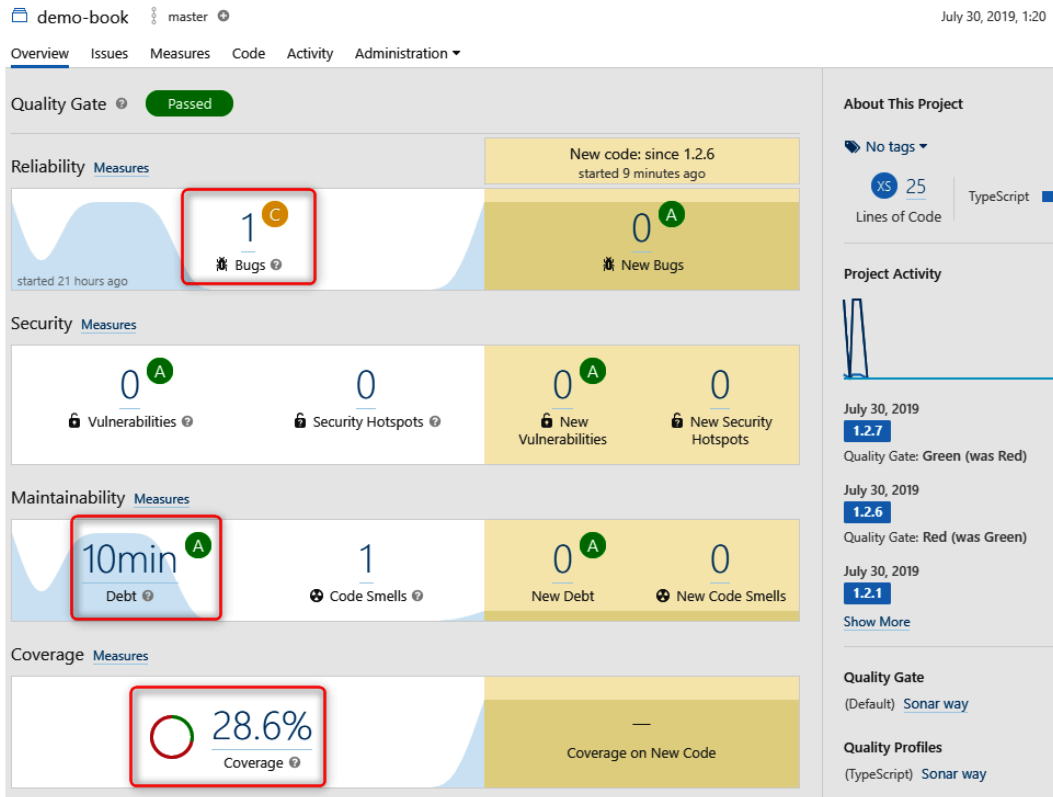 demo-book master
July 30, 2019, 1:20
Overview Issues Measures Code Activity Administration
Quality Gate Passed
Reliability Measures
New code: since 1.2.6
started 9 minutes ago
1 C
Bugs
started 21 hours ago
0 A
New Bugs
Security Measures
0 A
Vulnerabilities
0
Security Hotspots
0 A
New
Vulnerabilities
0
New Security
Hotspots
Maintainability Measures
10min A
Debt
1
Code Smells
0 A
New Debt
0
New Code Smells
Coverage Measures
28.6%
Coverage
—
Coverage on New Code
About This Project
No tags
XS 25
Lines of Code
TypeScript
Project Activity
July 30, 2019
1.2.7
Quality Gate: Green (was Red)
July 30, 2019
1.2.6
Quality Gate: Red (was Green)
July 30, 2019
1.2.1
Show More
Quality Gate
(Default) Sonar way
Quality Profiles
(TypeScript) Sonar way